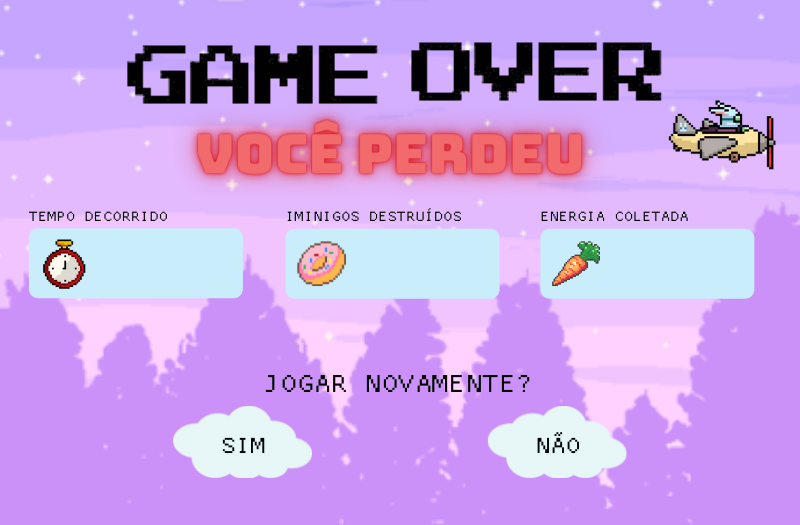 GAME OVER
VOCÊ PERDEU
TEMPO DECORRIDO
IMINIGOS DESTRUÍDOS
ENERGIA COLETADA
JOGAR NOVAMENTE?
SIM
NÃO